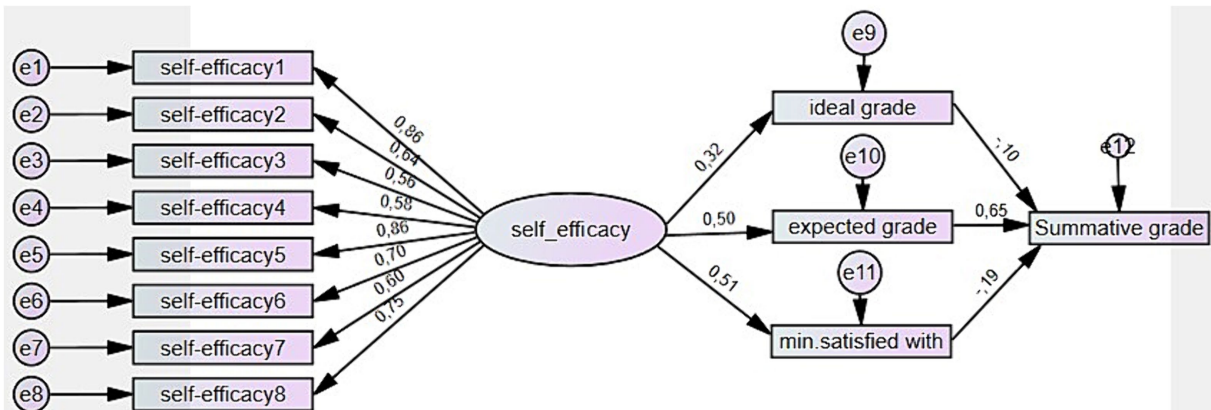 e1
self-efficacy1
e2
self-efficacy2
e3
self-efficacy3
e4
self-efficacy4
e5
self-efficacy5
e6
self-efficacy6
e7
self-efficacy7
e8
self-efficacy8
0,86
0,64
0,56
0,58
0,86
0,70
0,60
0,75
self_efficacy
0,32
0,50
0,51
e9
ideal grade
e10
expected grade
e11
min.satisfied with
-,10
0,65
-,19
e12
Summative grade